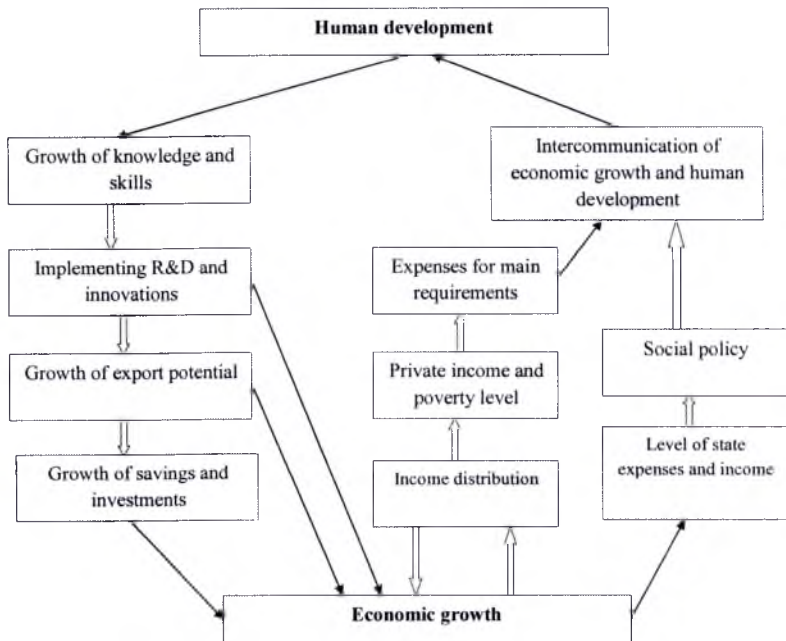 Human development
Growth of knowledge and
skills
Implementing R&D and
innovations
Growth of export potential
Growth of savings and
investments
Intercommunication of
economic growth and human
development
Expenses for main
requirements
Private income and
poverty level
Income distribution
Social policy
Level of state
expenses and income
Economic growth